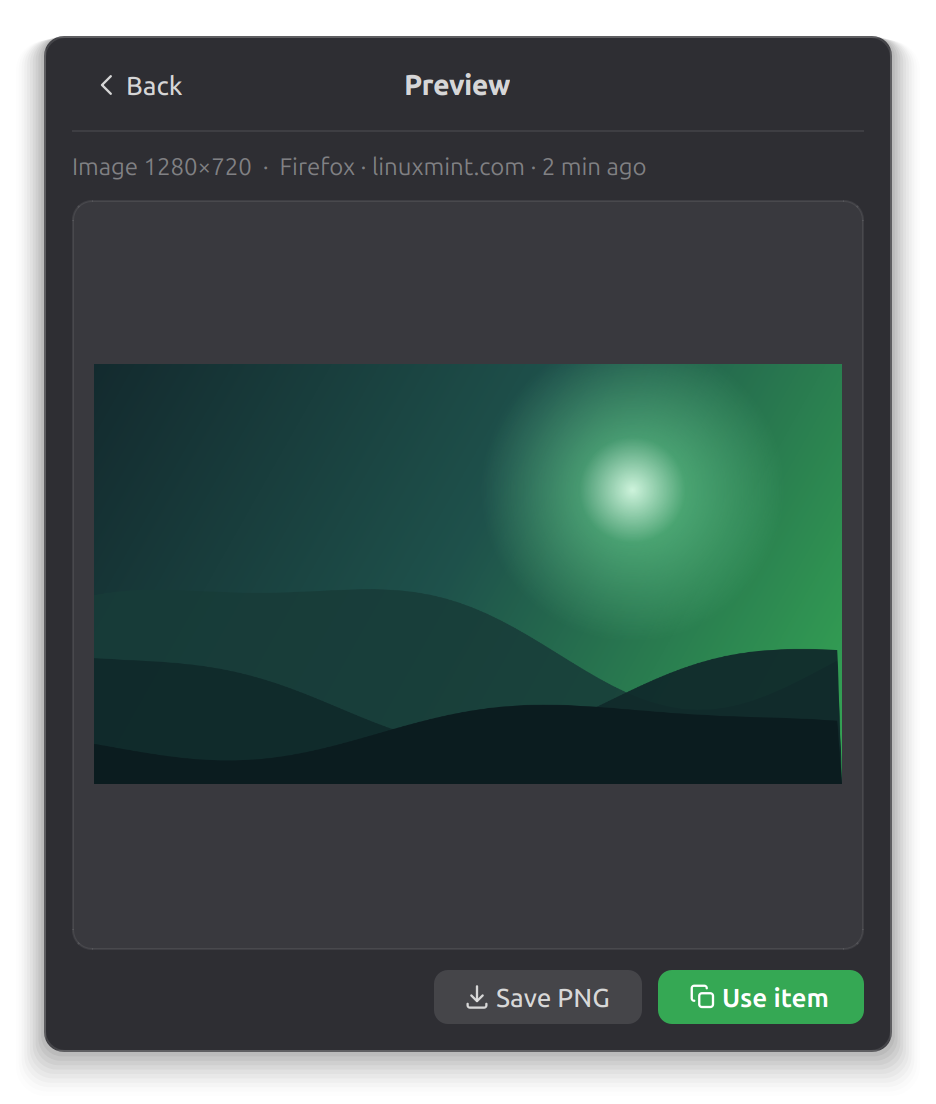 Back
Preview
Image 1280×720 · Firefox · linuxmint.com · 2 min ago
Save PNG
Use item